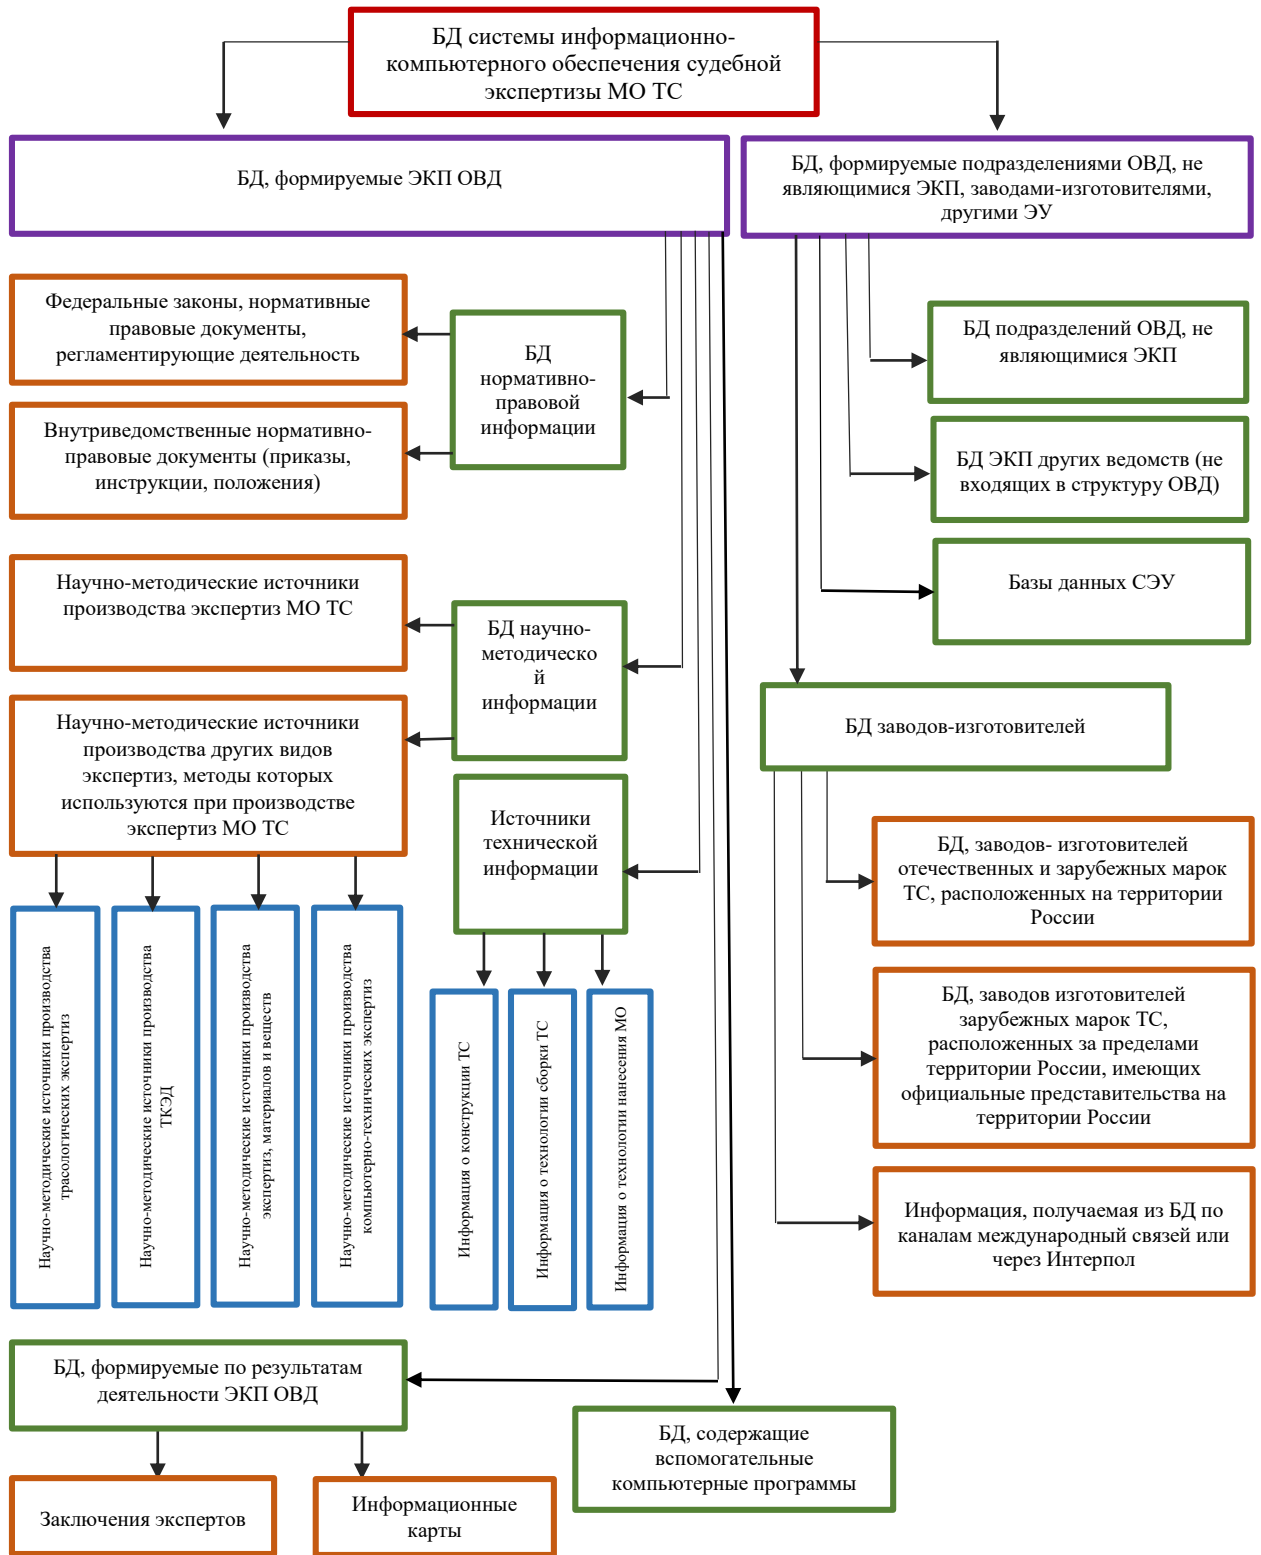 БД системы информационно-
компьютерного обеспечения судебной
экспертизы МО ТС
БД, формируемые ЭКП ОВД
БД, формируемые подразделениями ОВД, не
являющимися ЭКП, заводами-изготовителями,
другими ЭУ
Федеральные законы, нормативные
правовые документы,
регламентирующие деятельность
БД
нормативно-
правовой
информации
Внутриведомственные нормативно-
правовые документы (приказы,
инструкции, положения)
БД подразделений ОВД, не
являющимися ЭКП
БД ЭКП других ведомств (не
входящих в структуру ОВД)
Базы данных СЭУ
Научно-методические источники
производства экспертиз МО ТС
БД научно-
методическо
й
информации
Научно-методические источники
производства других видов
экспертиз, методы которых
используются при производстве
экспертиз МО ТС
БД заводов-изготовителей
Источники
технической
информации
БД, заводов- изготовителей
отечественных и зарубежных марок
ТС, расположенных на территории
России
БД, заводов изготовителей
зарубежных марок ТС,
расположенных за пределами
территории России, имеющих
официальные представительства на
территории России
Информация, получаемая из БД по
каналам международный связей или
через Интерпол
Научно-методические источники производства
трасологических экспертиз
Научно-методические источники производства
ТКЭД
Научно-методические источники производства
экспертиз, материалов и веществ
Научно-методические источники производства
компьютерно-технических экспертиз
Информация о конструкции ТС
Информация о технологии сборки ТС
Информация о технологии нанесения МО
БД, формируемые по результатам
деятельности ЭКП ОВД
БД, содержащие
вспомогательные
компьютерные программы
Заключения экспертов
Информационные
карты